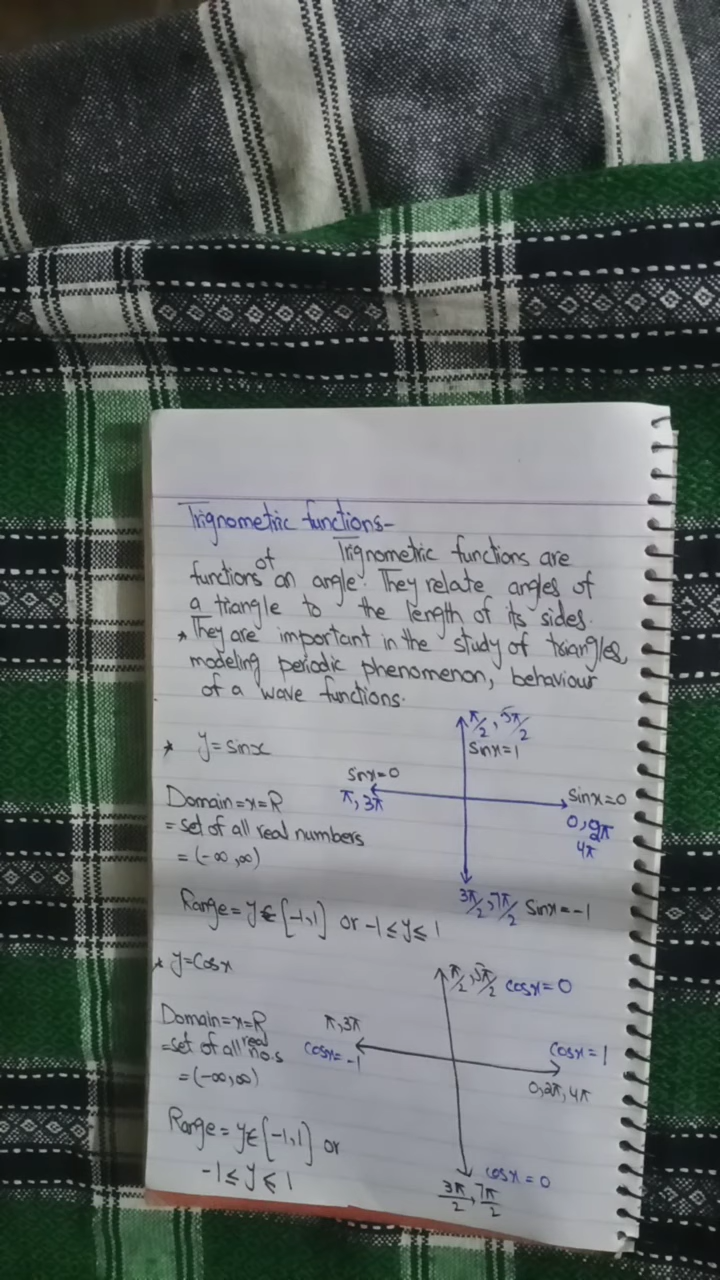 Trignometric functions-
Trignometric functions are
functions of an angle. They relate angles of
a triangle to the length of its sides.
* They are important in the study of triangles,
modeling periodic phenomenon, behaviour
of a wave functions.
* y=sinx
π/2, 5π/2
sinx=1
sinx=0
π, 3π
sinx=0
0, 2π
4π
Domain=x=R
=set of all real numbers
=(-∞,∞)
3π/2, 7π/2 sinx=-1
Range=y∈[-1,1] or -1≤y≤1
* y=cosx
π/2, 5π/2 cosx=0
Domain=x=R
=set of all real no.s
=(-∞,∞)
π, 3π
cosx=-1
cosx=1
0, 2π, 4π
Range=y∈[-1,1] or
-1≤y≤1
cosx=0
3π/2, 7π/2